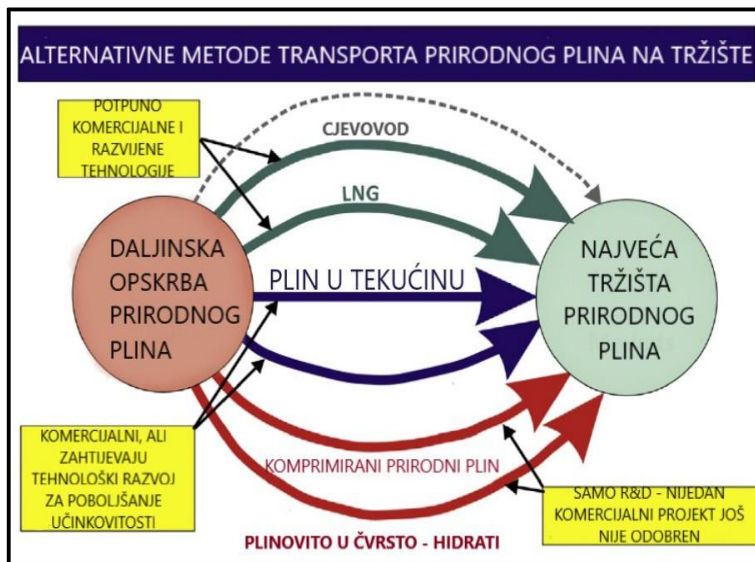 ALTERNATIVNE METODE TRANSPORTA PRIRODNOG PLINA NA TRŽIŠTE
POTPUNO
KOMERCIJALNE I
RAZVIJENE
TEHNOLOGIJE
CJEVOVOD
LNG
DALJINSKA
OPSKRBA
PRIRODNOG
PLINA
PLIN U TEKUĆINU
NAJVEĆA
TRŽIŠTA
PRIRODNOG
PLINA
KOMERCIJALNI, ALI
ZAHTIJEVAJU
TEHNOLOŠKI RAZVOJ
ZA POBOLJŠANJE
UČINKOVITOSTI
KOMPRIMIRANI PRIRODNI PLIN
SAMO R&D - NIJEDAN
KOMERCIJALNI PROJEKT JOŠ
NIJE ODOBREN
PLINOVITO U ČVRSTO - HIDRATI